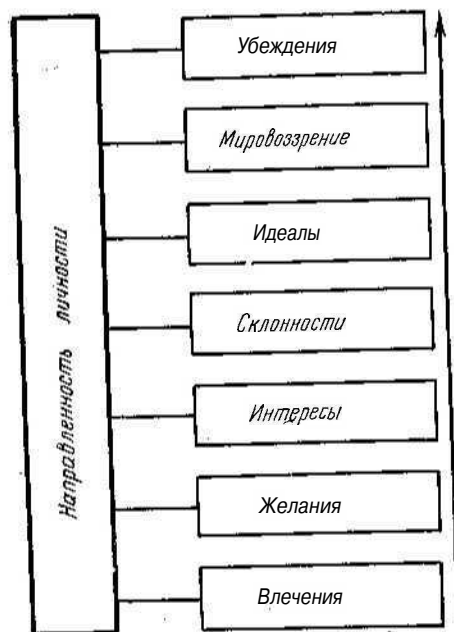 Направленность личности
Убеждения
Мировоззрение
Идеалы
Склонности
Интересы
Желания
Влечения